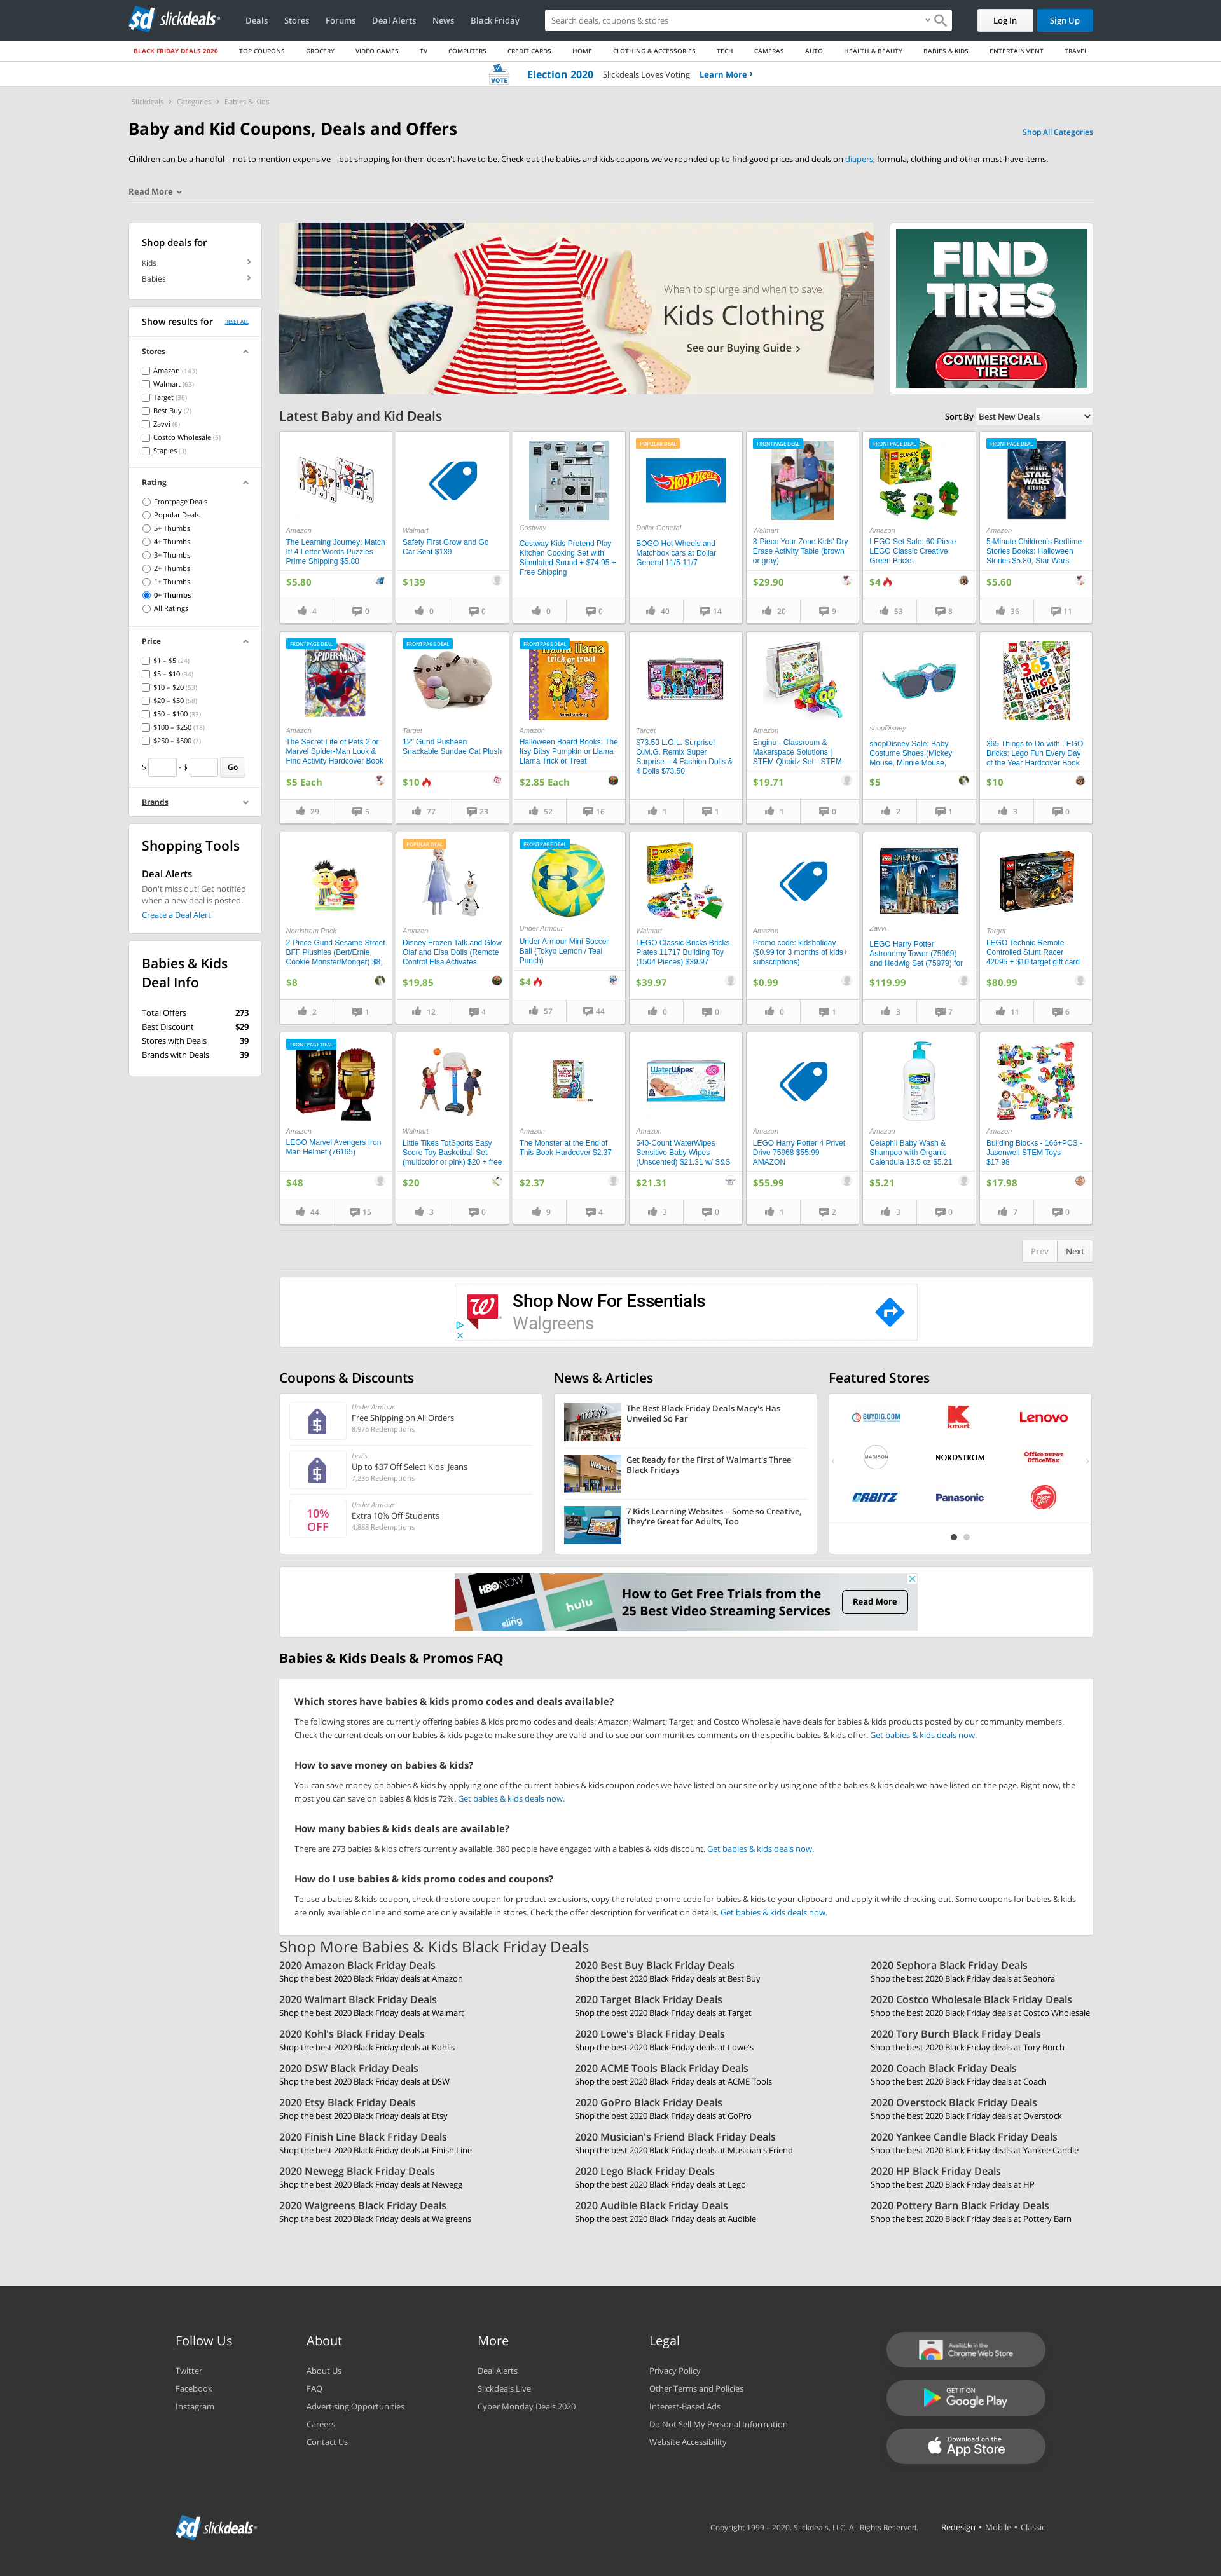 slickdeals
Deals
Stores
Forums
Deal Alerts
News
Black Friday
Search deals, coupons & stores
Log In
Sign Up
BLACK FRIDAY DEALS 2020
TOP COUPONS
GROCERY
VIDEO GAMES
TV
COMPUTERS
CREDIT CARDS
HOME
CLOTHING & ACCESSORIES
TECH
CAMERAS
AUTO
HEALTH & BEAUTY
BABIES & KIDS
ENTERTAINMENT
TRAVEL
VOTE
Election 2020 Slickdeals Loves Voting Learn More
Slickdeals > Categories > Babies & Kids
Baby and Kid Coupons, Deals and Offers
Shop All Categories
Children can be a handful—not to mention expensive—but shopping for them doesn't have to be. Check out the babies and kids coupons we've rounded up to find good prices and deals on diapers, formula, clothing and other must-have items.
Read More
Shop deals for
Kids
Babies
Show results for RESET ALL
Stores
Amazon (143)
Walmart (63)
Target (36)
Best Buy (7)
Zavvi (6)
Costco Wholesale (5)
Staples (3)
Rating
Frontpage Deals
Popular Deals
5+ Thumbs
4+ Thumbs
3+ Thumbs
2+ Thumbs
1+ Thumbs
0+ Thumbs
All Ratings
Price
$1 – $5 (24)
$5 – $10 (34)
$10 – $20 (53)
$20 – $50 (58)
$50 – $100 (33)
$100 – $250 (18)
$250 – $500 (7)
$ - $ Go
Brands
Shopping Tools
Deal Alerts
Don't miss out! Get notified
when a new deal is posted.
Create a Deal Alert
Babies & Kids
Deal Info
Total Offers 273
Best Discount $29
Stores with Deals 39
Brands with Deals 39
When to splurge and when to save.
Kids Clothing
See our Buying Guide
FIND
TIRES
COMMERCIAL
TIRE
Latest Baby and Kid Deals
Sort By Best New Deals
Amazon
The Learning Journey: Match
It! 4 Letter Words Puzzles
PrIme Shipping $5.80
$5.80
4 0
Walmart
Safety First Grow and Go
Car Seat $139
$139
0 0
Costway
Costway Kids Pretend Play
Kitchen Cooking Set with
Simulated Sound + $74.95 +
Free Shipping
0 0
POPULAR DEAL
Hot Wheels
Dollar General
BOGO Hot Wheels and
Matchbox cars at Dollar
General 11/5-11/7
40 14
FRONTPAGE DEAL
Walmart
3-Piece Your Zone Kids' Dry
Erase Activity Table (brown
or gray)
$29.90
20 9
FRONTPAGE DEAL
Amazon
LEGO Set Sale: 60-Piece
LEGO Classic Creative
Green Bricks
$4
53 8
FRONTPAGE DEAL
Amazon
5-Minute Children's Bedtime
Stories Books: Halloween
Stories $5.80, Star Wars
$5.60
36 11
FRONTPAGE DEAL
Amazon
The Secret Life of Pets 2 or
Marvel Spider-Man Look &
Find Activity Hardcover Book
$5 Each
29 5
FRONTPAGE DEAL
Target
12" Gund Pusheen
Snackable Sundae Cat Plush
$10
77 23
FRONTPAGE DEAL
llama llama
trick or treat
Amazon
Halloween Board Books: The
Itsy Bitsy Pumpkin or Llama
Llama Trick or Treat
$2.85 Each
52 16
Target
$73.50 L.O.L. Surprise!
O.M.G. Remix Super
Surprise – 4 Fashion Dolls &
4 Dolls $73.50
1 1
Amazon
Engino - Classroom &
Makerspace Solutions |
STEM Qboidz Set - STEM
$19.71
1 0
shopDisney
shopDisney Sale: Baby
Costume Shoes (Mickey
Mouse, Minnie Mouse,
$5
2 1
365 Things to Do with LEGO
Bricks: Lego Fun Every Day
of the Year Hardcover Book
$10
3 0
Nordstrom Rack
2-Piece Gund Sesame Street
BFF Plushies (Bert/Ernie,
Cookie Monster/Monger) $8,
$8
2 1
POPULAR DEAL
Amazon
Disney Frozen Talk and Glow
Olaf and Elsa Dolls (Remote
Control Elsa Activates
$19.85
12 4
FRONTPAGE DEAL
Under Armour
Under Armour Mini Soccer
Ball (Tokyo Lemon / Teal
Punch)
$4
57 44
Walmart
LEGO Classic Bricks Bricks
Plates 11717 Building Toy
(1504 Pieces) $39.97
$39.97
0 0
Amazon
Promo code: kidsholiday
($0.99 for 3 months of kids+
subscriptions)
$0.99
0 1
Zavvi
LEGO Harry Potter
Astronomy Tower (75969)
and Hedwig Set (75979) for
$119.99
3 7
Target
LEGO Technic Remote-
Controlled Stunt Racer
42095 + $10 target gift card
$80.99
11 6
FRONTPAGE DEAL
Amazon
LEGO Marvel Avengers Iron
Man Helmet (76165)
$48
44 15
Walmart
Little Tikes TotSports Easy
Score Toy Basketball Set
(multicolor or pink) $20 + free
$20
3 0
Amazon
The Monster at the End of
This Book Hardcover $2.37
$2.37
9 4
WaterWipes
Amazon
540-Count WaterWipes
Sensitive Baby Wipes
(Unscented) $21.31 w/ S&S
$21.31
3 0
Amazon
LEGO Harry Potter 4 Privet
Drive 75968 $55.99
AMAZON
$55.99
1 2
Cetaphil
Amazon
Cetaphil Baby Wash &
Shampoo with Organic
Calendula 13.5 oz $5.21
$5.21
3 0
Amazon
Building Blocks - 166+PCS -
Jasonwell STEM Toys
$17.98
$17.98
7 0
Prev Next
Shop Now For Essentials
Walgreens
Coupons & Discounts
Under Armour
Free Shipping on All Orders
8,976 Redemptions
Levi's
Up to $37 Off Select Kids' Jeans
7,236 Redemptions
10%
OFF
Under Armour
Extra 10% Off Students
4,888 Redemptions
News & Articles
The Best Black Friday Deals Macy's Has
Unveiled So Far
Get Ready for the First of Walmart's Three
Black Fridays
7 Kids Learning Websites -- Some so Creative,
They're Great for Adults, Too
Featured Stores
BUYDIG.COM
kmart
Lenovo
MADISON
NORDSTROM
Office DEPOT
OfficeMax
ORBITZ
Panasonic
Pizza Hut
HBO NOW
sling
hulu
How to Get Free Trials from the
25 Best Video Streaming Services
Read More
Babies & Kids Deals & Promos FAQ
Which stores have babies & kids promo codes and deals available?
The following stores are currently offering babies & kids promo codes and deals: Amazon; Walmart; Target; and Costco Wholesale have deals for babies & kids products posted by our community members.
Check the current deals on our babies & kids page to make sure they are valid and to see our communities comments on the specific babies & kids offer. Get babies & kids deals now.
How to save money on babies & kids?
You can save money on babies & kids by applying one of the current babies & kids coupon codes we have listed on our site or by using one of the babies & kids deals we have listed on the page. Right now, the
most you can save on babies & kids is 72%. Get babies & kids deals now.
How many babies & kids deals are available?
There are 273 babies & kids offers currently available. 380 people have engaged with a babies & kids discount. Get babies & kids deals now.
How do I use babies & kids promo codes and coupons?
To use a babies & kids coupon, check the store coupon for product exclusions, copy the related promo code for babies & kids to your clipboard and apply it while checking out. Some coupons for babies & kids
are only available online and some are only available in stores. Check the offer description for verification details. Get babies & kids deals now.
Shop More Babies & Kids Black Friday Deals
2020 Amazon Black Friday Deals
Shop the best 2020 Black Friday deals at Amazon
2020 Best Buy Black Friday Deals
Shop the best 2020 Black Friday deals at Best Buy
2020 Sephora Black Friday Deals
Shop the best 2020 Black Friday deals at Sephora
2020 Walmart Black Friday Deals
Shop the best 2020 Black Friday deals at Walmart
2020 Target Black Friday Deals
Shop the best 2020 Black Friday deals at Target
2020 Costco Wholesale Black Friday Deals
Shop the best 2020 Black Friday deals at Costco Wholesale
2020 Kohl's Black Friday Deals
Shop the best 2020 Black Friday deals at Kohl's
2020 Lowe's Black Friday Deals
Shop the best 2020 Black Friday deals at Lowe's
2020 Tory Burch Black Friday Deals
Shop the best 2020 Black Friday deals at Tory Burch
2020 DSW Black Friday Deals
Shop the best 2020 Black Friday deals at DSW
2020 ACME Tools Black Friday Deals
Shop the best 2020 Black Friday deals at ACME Tools
2020 Coach Black Friday Deals
Shop the best 2020 Black Friday deals at Coach
2020 Etsy Black Friday Deals
Shop the best 2020 Black Friday deals at Etsy
2020 GoPro Black Friday Deals
Shop the best 2020 Black Friday deals at GoPro
2020 Overstock Black Friday Deals
Shop the best 2020 Black Friday deals at Overstock
2020 Finish Line Black Friday Deals
Shop the best 2020 Black Friday deals at Finish Line
2020 Musician's Friend Black Friday Deals
Shop the best 2020 Black Friday deals at Musician's Friend
2020 Yankee Candle Black Friday Deals
Shop the best 2020 Black Friday deals at Yankee Candle
2020 Newegg Black Friday Deals
Shop the best 2020 Black Friday deals at Newegg
2020 Lego Black Friday Deals
Shop the best 2020 Black Friday deals at Lego
2020 HP Black Friday Deals
Shop the best 2020 Black Friday deals at HP
2020 Walgreens Black Friday Deals
Shop the best 2020 Black Friday deals at Walgreens
2020 Audible Black Friday Deals
Shop the best 2020 Black Friday deals at Audible
2020 Pottery Barn Black Friday Deals
Shop the best 2020 Black Friday deals at Pottery Barn
Follow Us
Twitter
Facebook
Instagram
About
About Us
FAQ
Advertising Opportunities
Careers
Contact Us
More
Deal Alerts
Slickdeals Live
Cyber Monday Deals 2020
Legal
Privacy Policy
Other Terms and Policies
Interest-Based Ads
Do Not Sell My Personal Information
Website Accessibility
Available in the
Chrome Web Store
GET IT ON
Google Play
Download on the
App Store
slickdeals
Copyright 1999 – 2020. Slickdeals, LLC. All Rights Reserved.
Redesign • Mobile • Classic